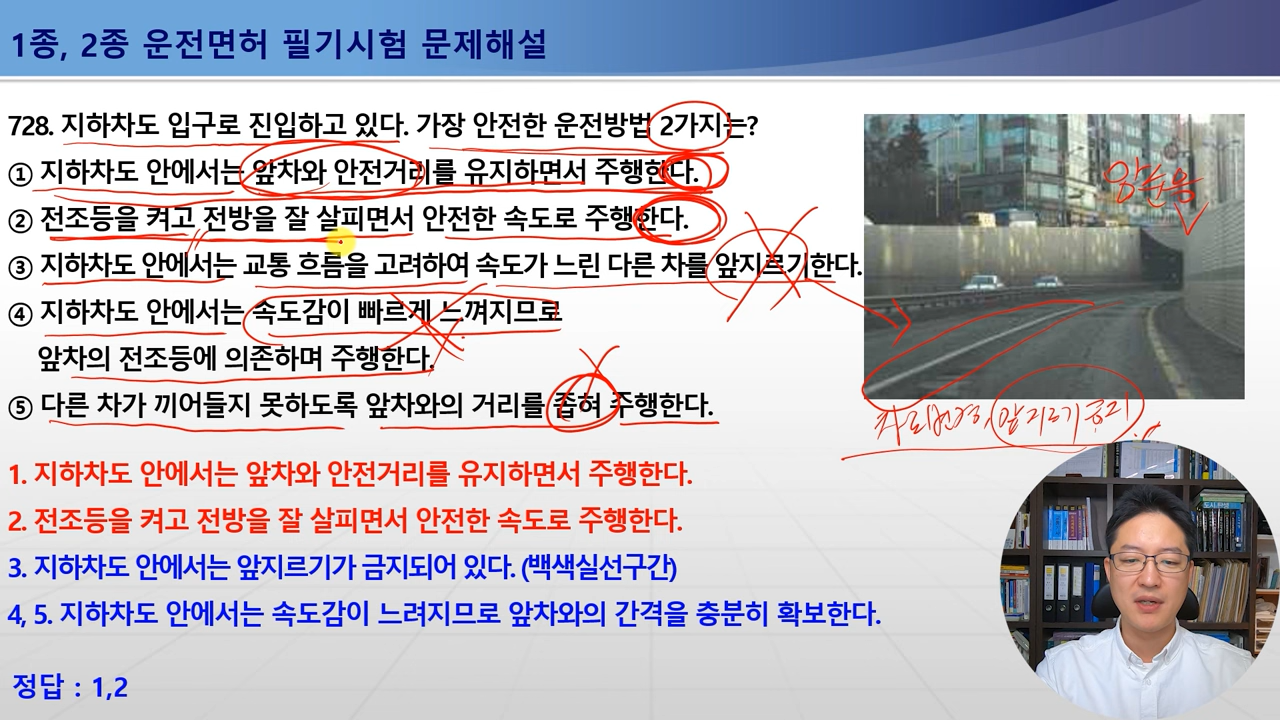 1종, 2종 운전면허 필기시험 문제해설
728. 지하차도 입구로 진입하고 있다. 가장 안전한 운전방법 2가지는?
① 지하차도 안에서는 앞차와 안전거리를 유지하면서 주행한다.
② 전조등을 켜고 전방을 잘 살피면서 안전한 속도로 주행한다.
③ 지하차도 안에서는 교통 흐름을 고려하여 속도가 느린 다른 차를 앞지르기한다.
④ 지하차도 안에서는 속도감이 빠르게 느껴지므로
앞차의 전조등에 의존하며 주행한다.
⑤ 다른 차가 끼어들지 못하도록 앞차와의 거리를 좁혀 주행한다.
암순응
차로변경, 앞지르기 금지
1. 지하차도 안에서는 앞차와 안전거리를 유지하면서 주행한다.
2. 전조등을 켜고 전방을 잘 살피면서 안전한 속도로 주행한다.
3. 지하차도 안에서는 앞지르기가 금지되어 있다. (백색실선구간)
4, 5. 지하차도 안에서는 속도감이 느려지므로 앞차와의 간격을 충분히 확보한다.
정답 : 1,2